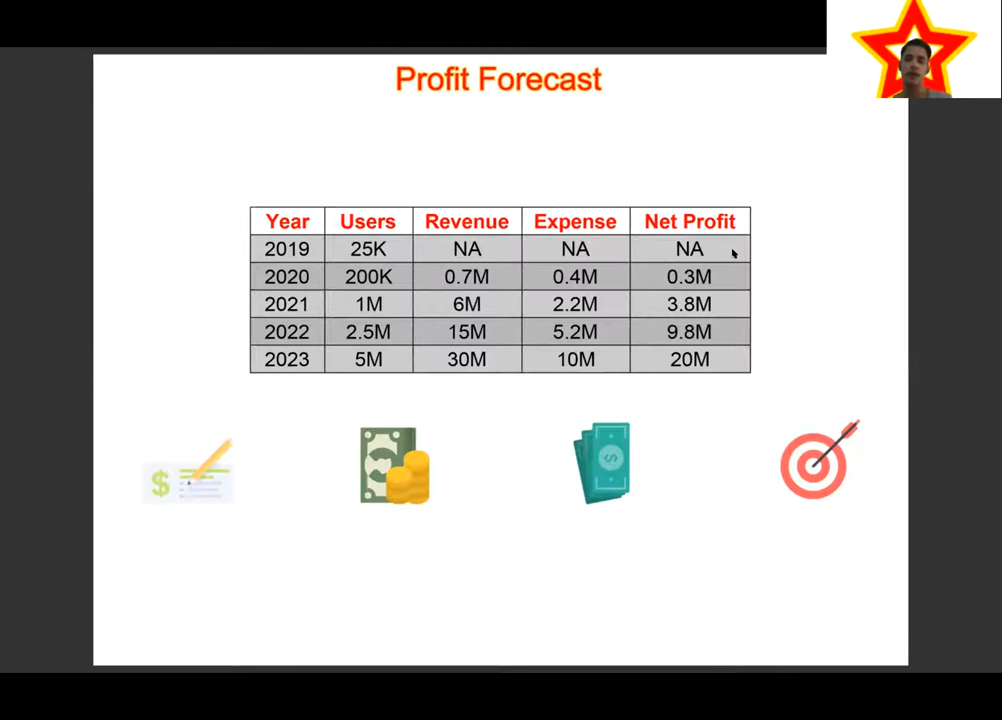 Profit Forecast
Year Users Revenue Expense Net Profit
2019 25K NA NA NA
2020 200K 0.7M 0.4M 0.3M
2021 1M 6M 2.2M 3.8M
2022 2.5M 15M 5.2M 9.8M
2023 5M 30M 10M 20M
$